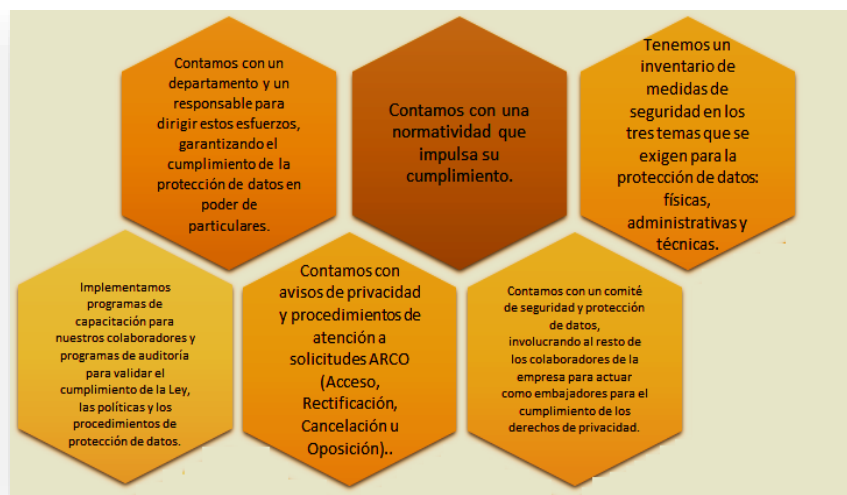 Contamos con un
departamento y un
responsable para
dirigir estos esfuerzos,
garantizando el
cumplimiento de la
protección de datos en
poder de
particulares.
Contamos con una
normatividad que
impulsa su
cumplimiento.
Tenemos un
inventario de
medidas de
seguridad en los
tres temas que se
exigen para la
protección de datos:
físicas,
administrativas y
técnicas.
Implementamos
programas de
capacitación para
nuestros colaboradores y
programas de auditoría
para validar el
cumplimiento de la Ley,
las políticas y los
procedimientos de
protección de datos.
Contamos con
avisos de privacidad
y procedimientos de
atención a
solicitudes ARCO
(Acceso,
Rectificación,
Cancelación u
Oposición)..
Contamos con un comité
de seguridad y protección
de datos,
involucrando al resto de
los colaboradores de la
empresa para actuar
como embajadores para el
cumplimiento de los
derechos de privacidad.